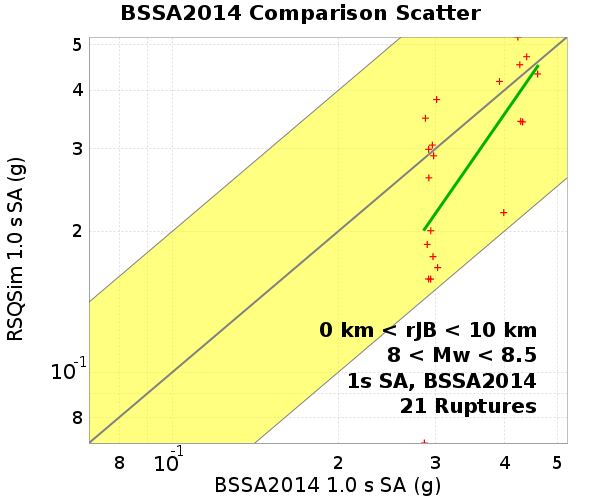 BSSA2014 Comparison Scatter
RSQSim 1.0 s SA (g)
5
4
3
2
10-1
8
0 km < rJB < 10 km
8 < Mw < 8.5
1s SA, BSSA2014
21 Ruptures
8 10-1 2 3 4 5
BSSA2014 1.0 s SA (g)